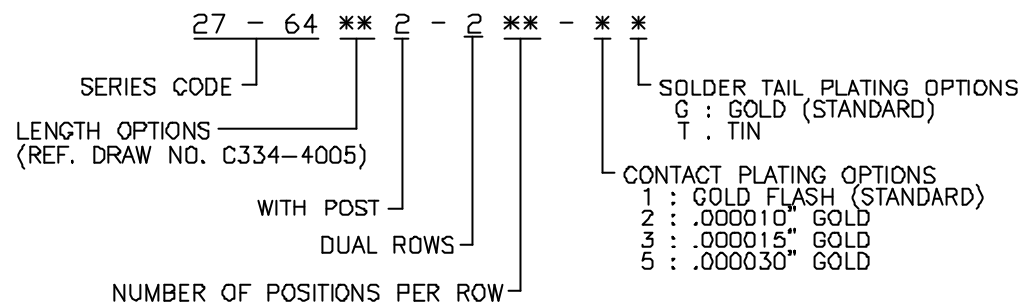 27 - 64 ** 2 - 2 ** - * *
SERIES CODE
SOLDER TAIL PLATING OPTIONS
G : GOLD (STANDARD)
T . TIN
LENGTH OPTIONS
(REF. DRAW NO. C334-4005)
CONTACT PLATING OPTIONS
1 : GOLD FLASH (STANDARD)
2 : .000010" GOLD
3 : .000015" GOLD
5 : .000030" GOLD
WITH POST
DUAL ROWS
NUMBER OF POSITIONS PER ROW